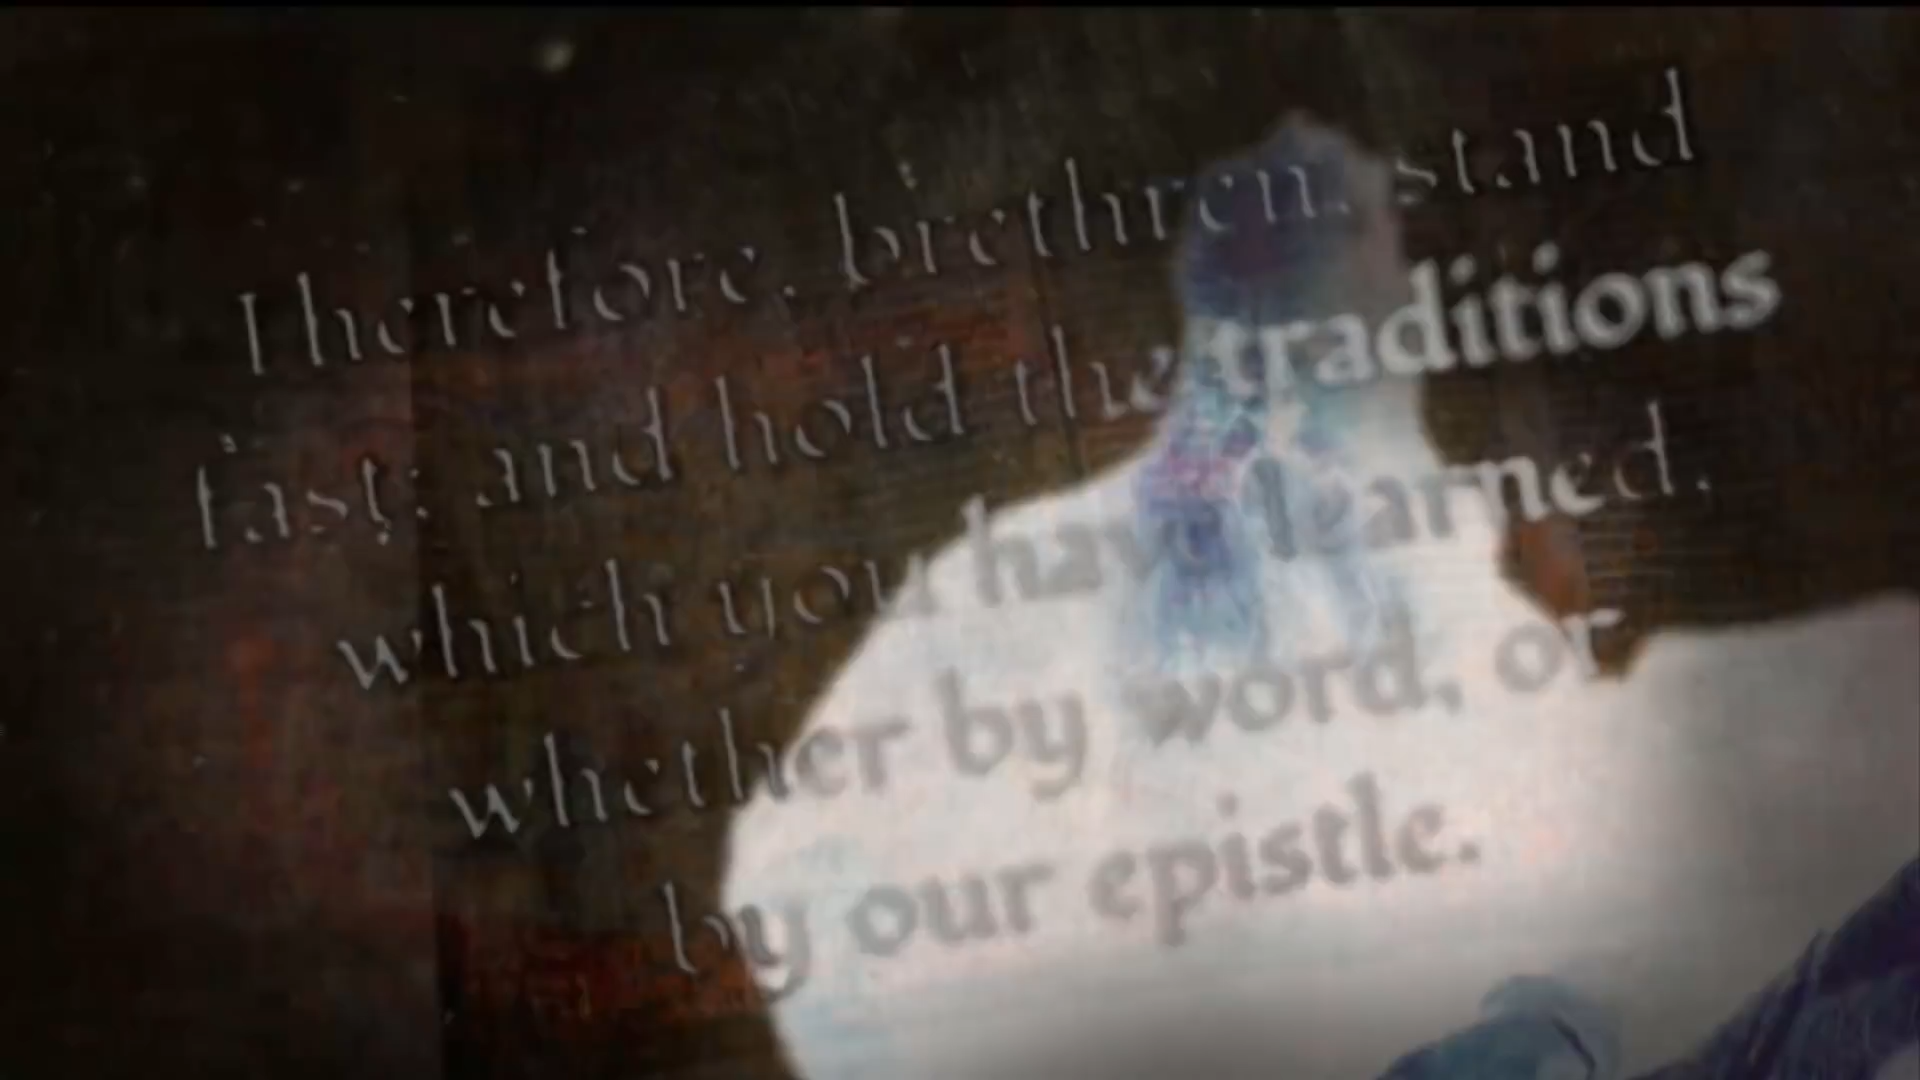 Therefore, brethren, stand
fast; and hold the traditions
which you have learned,
whether by word, or
by our epistle.